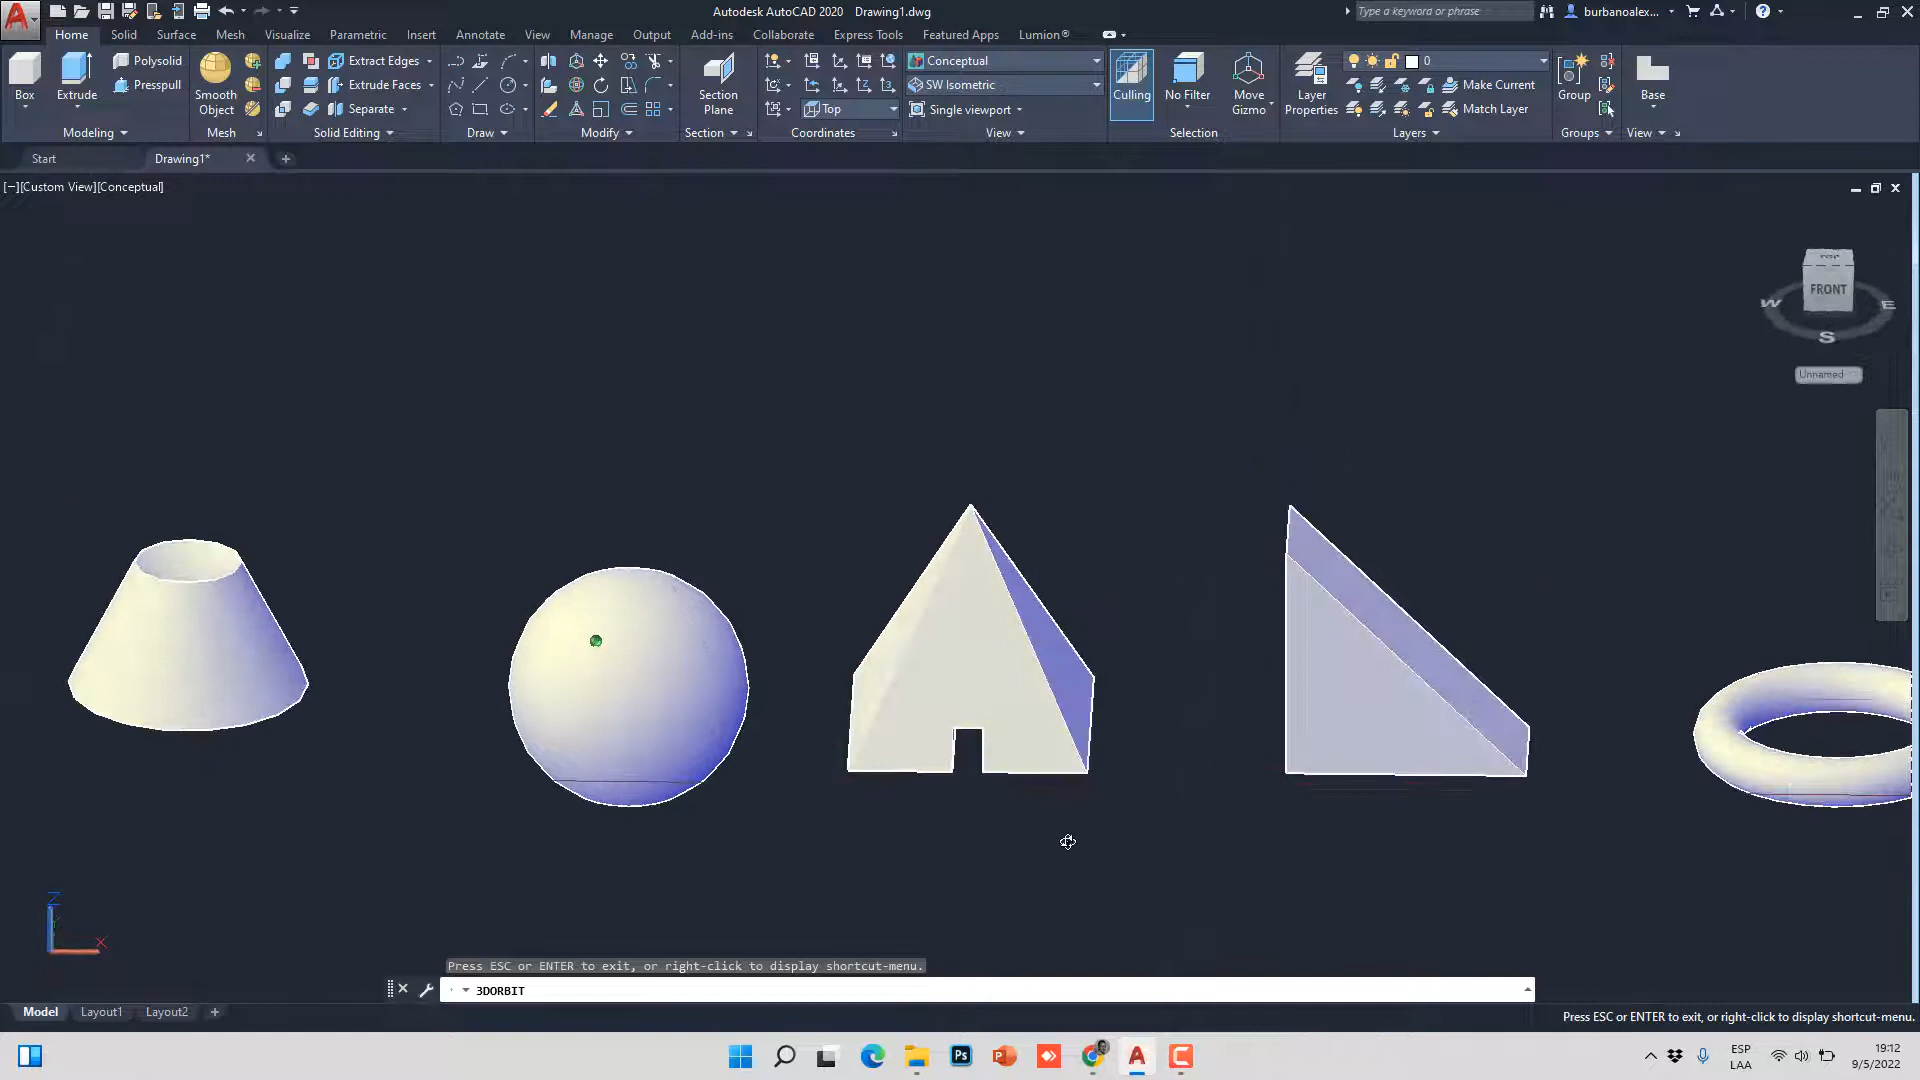 Autodesk AutoCAD 2020 Drawing1.dwg
Type a keyword or phrase
burbanoalex...
Home Solid Surface Mesh Visualize Parametric Insert Annotate View Manage Output Add-ins Collaborate Express Tools Featured Apps Lumion®
Box
Extrude
Polysolid
Presspull
Modeling
Smooth
Object
Mesh
Extract Edges
Extrude Faces
Separate
Solid Editing
Draw
Modify
Section
Plane
Section
Top
Coordinates
Conceptual
SW Isometric
Single viewport
View
Culling
No Filter
Move
Gizmo
Selection
Layer
Properties
0
Make Current
Match Layer
Layers
Group
Groups
Base
View
Start
Drawing1*
[−][Custom View][Conceptual]
TOP
FRONT
W
E
S
Unnamed
Z
X
Press ESC or ENTER to exit, or right-click to display shortcut-menu.
3DORBIT
Model Layout1 Layout2
Press ESC or ENTER to exit, or right-click to display shortcut-menu.
Ps
ESP
LAA
19:12
9/5/2022